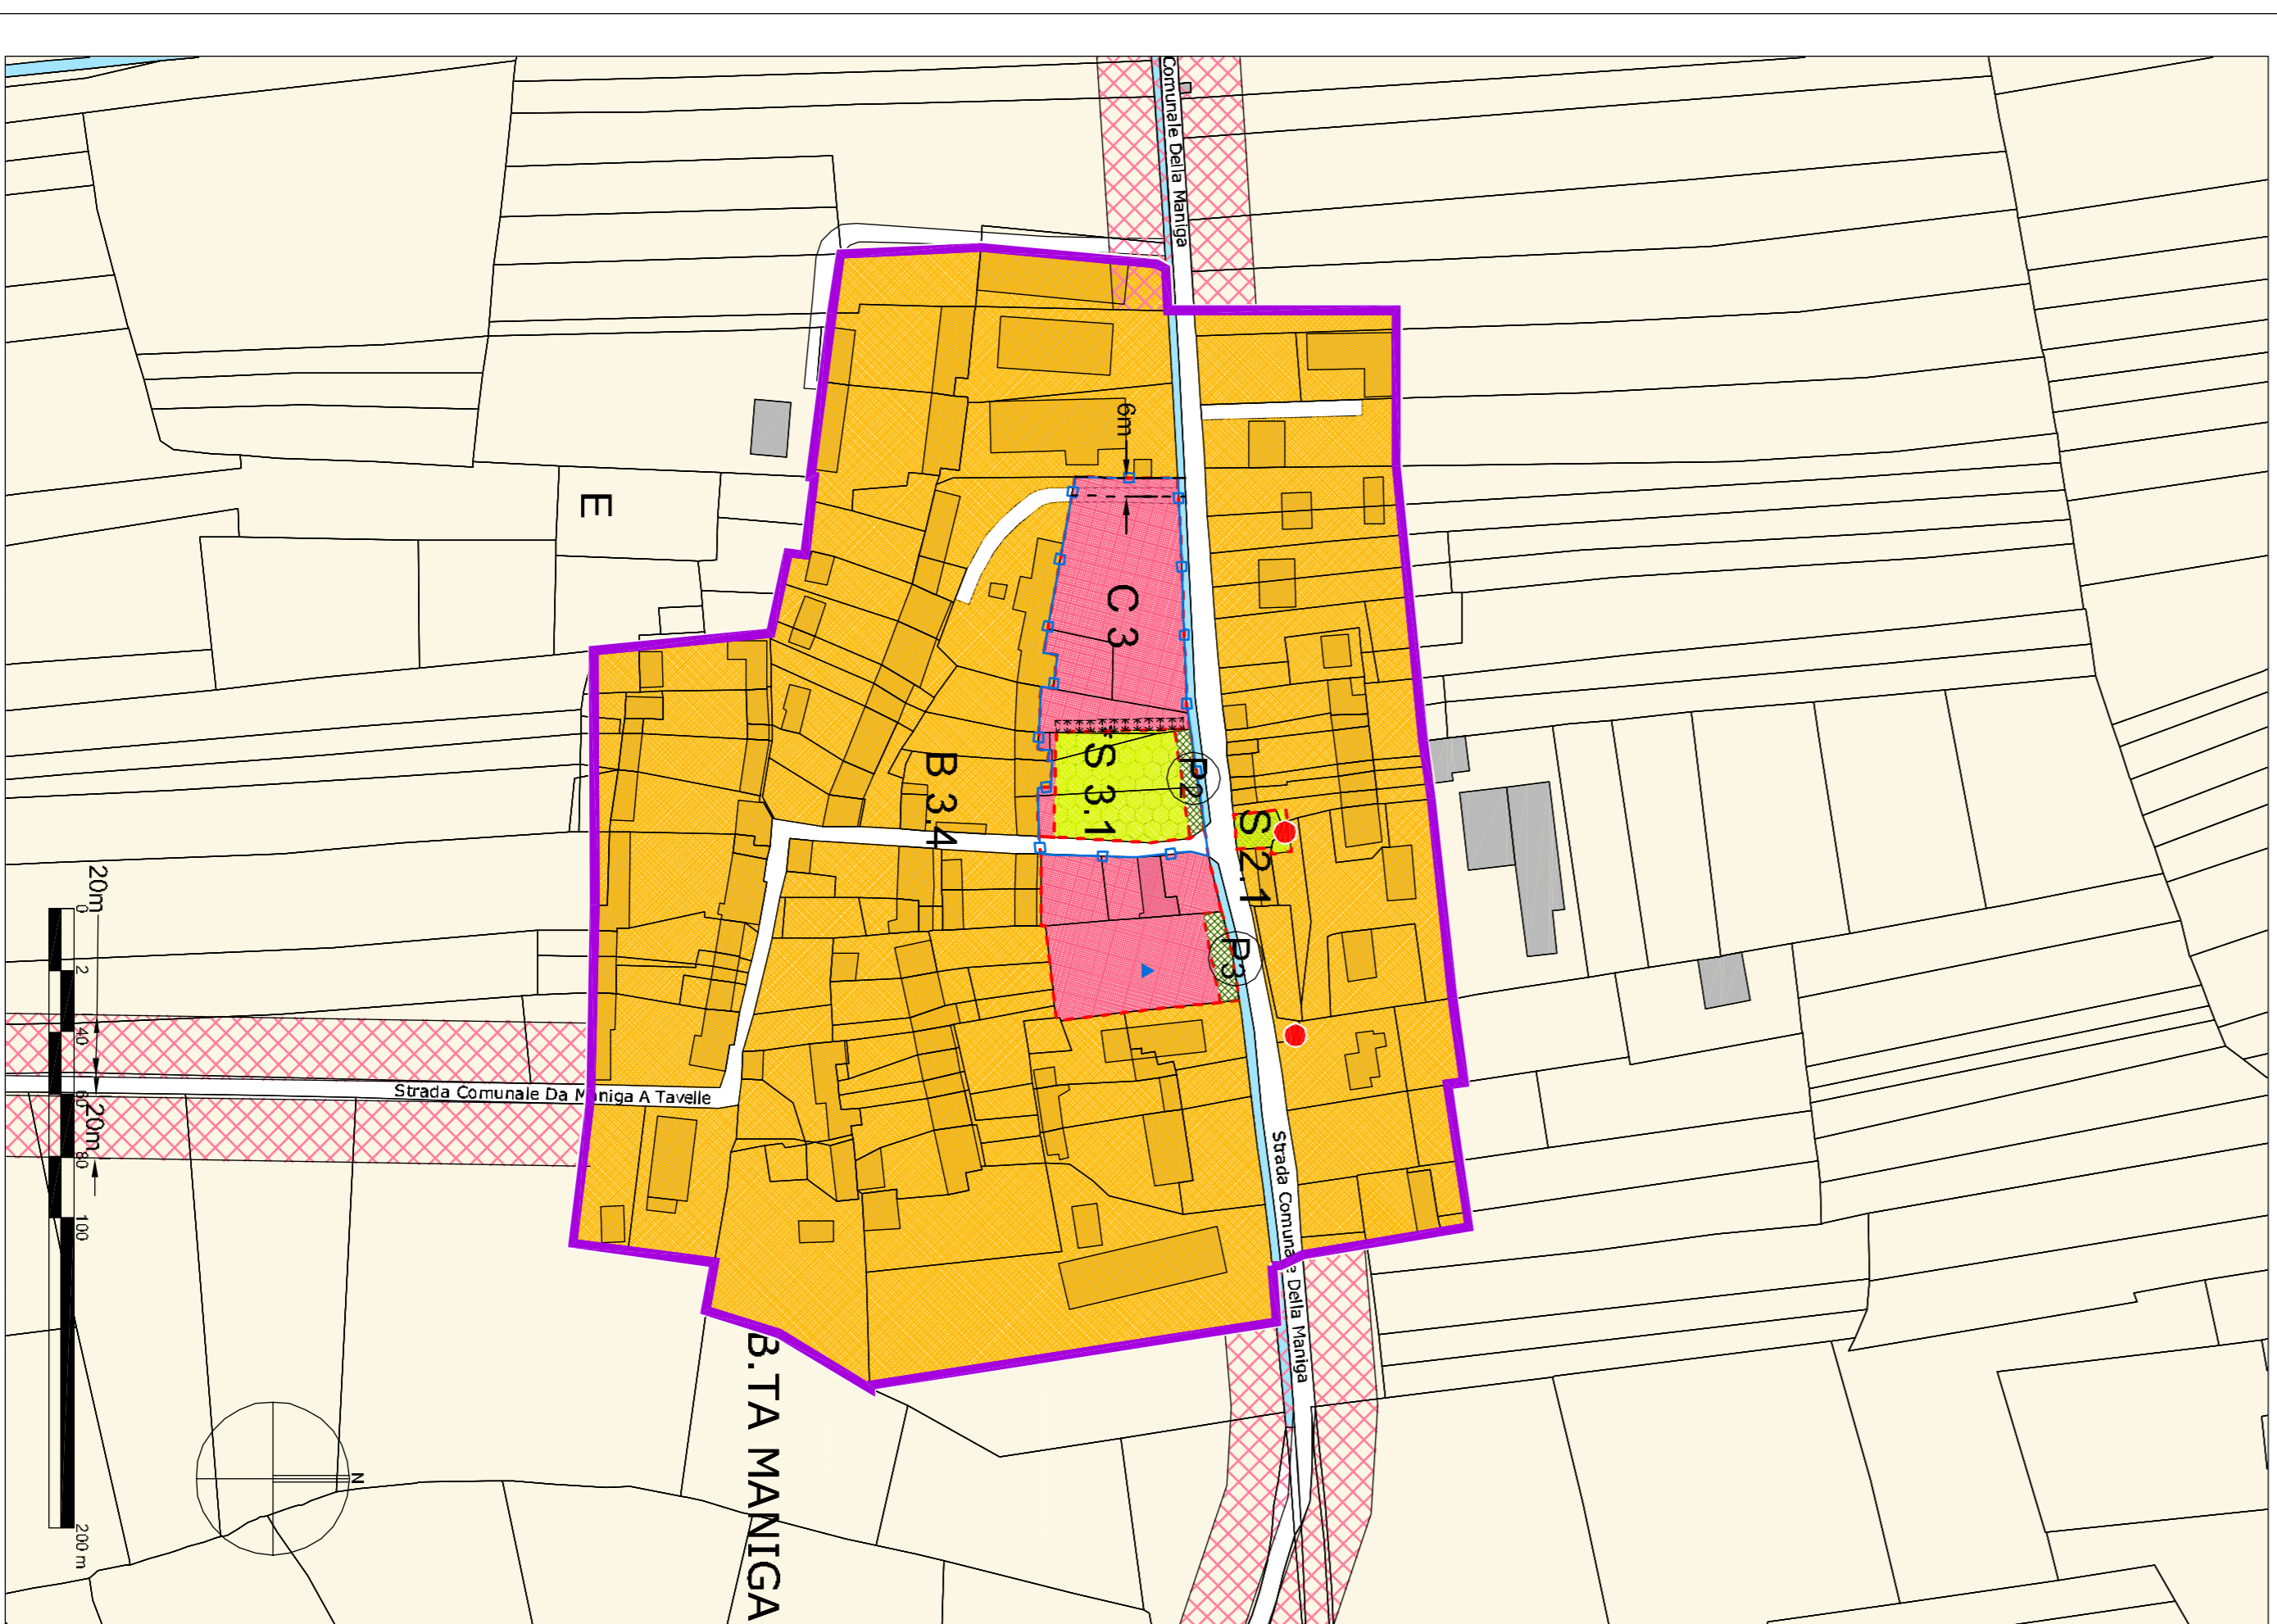 Comunale Della Maniga
6m
E
C 3
S 3.1
P2
B 3.4
S 2.1
P3
Strada Comunale Da Maniga A Tavelle
Strada Comunale Della Maniga
B.TA MANIGA
20m
20m
0
2
40
60
80
100
200 m
N